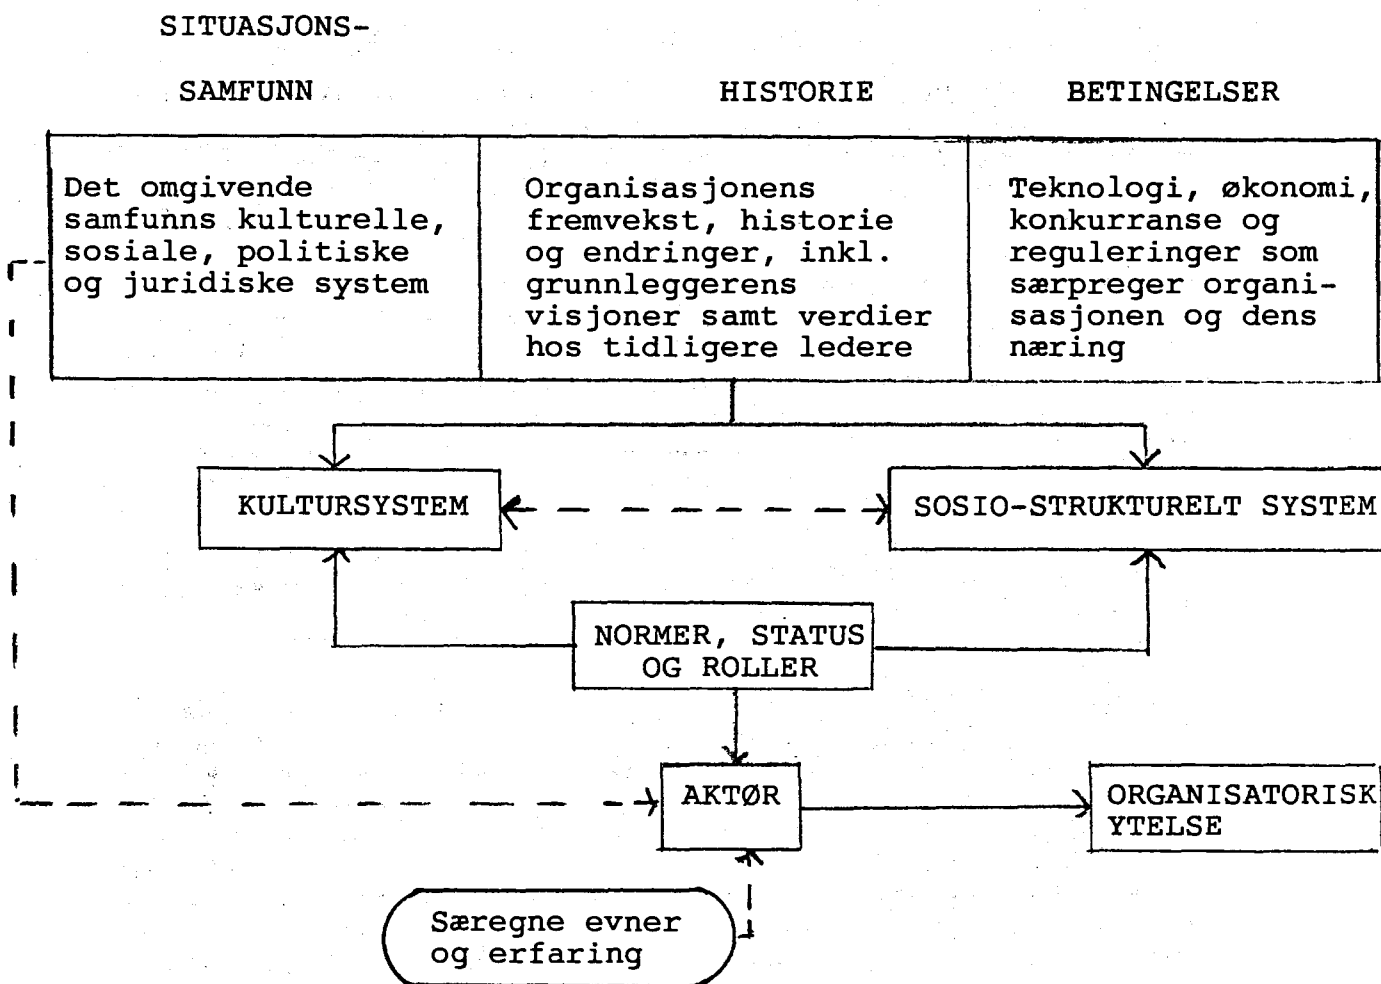 SITUASJONS-
SAMFUNN HISTORIE BETINGELSER
Det omgivende
samfunns kulturelle,
sosiale, politiske
og juridiske system
Organisasjonens
fremvekst, historie
og endringer, inkl.
grunnleggerens
visjoner samt verdier
hos tidligere ledere
Teknologi, økonomi,
konkurranse og
reguleringer som
særpreger organi-
sasjonen og dens
næring
KULTURSYSTEM
SOSIO-STRUKTURELT SYSTEM
NORMER, STATUS
OG ROLLER
AKTØR
ORGANISATORISK
YTELSE
Særegne evner
og erfaring